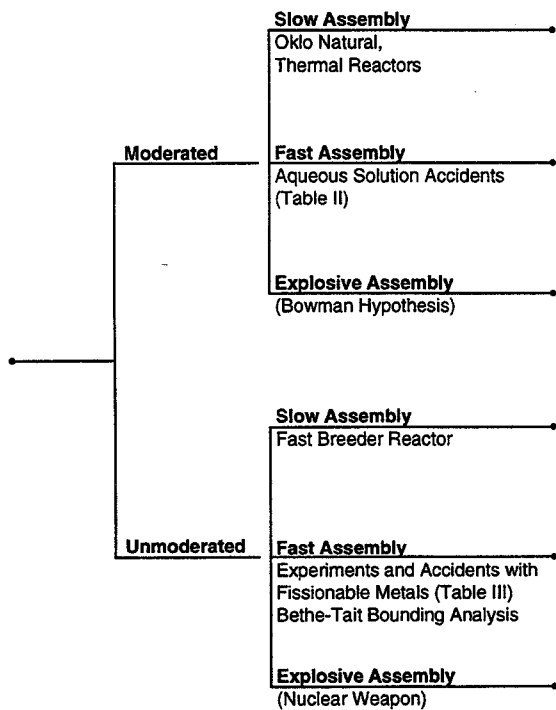 Slow Assembly
Oklo Natural,
Thermal Reactors
Moderated
Fast Assembly
Aqueous Solution Accidents
(Table II)
Explosive Assembly
(Bowman Hypothesis)
Slow Assembly
Fast Breeder Reactor
Unmoderated
Fast Assembly
Experiments and Accidents with
Fissionable Metals (Table III)
Bethe-Tait Bounding Analysis
Explosive Assembly
(Nuclear Weapon)